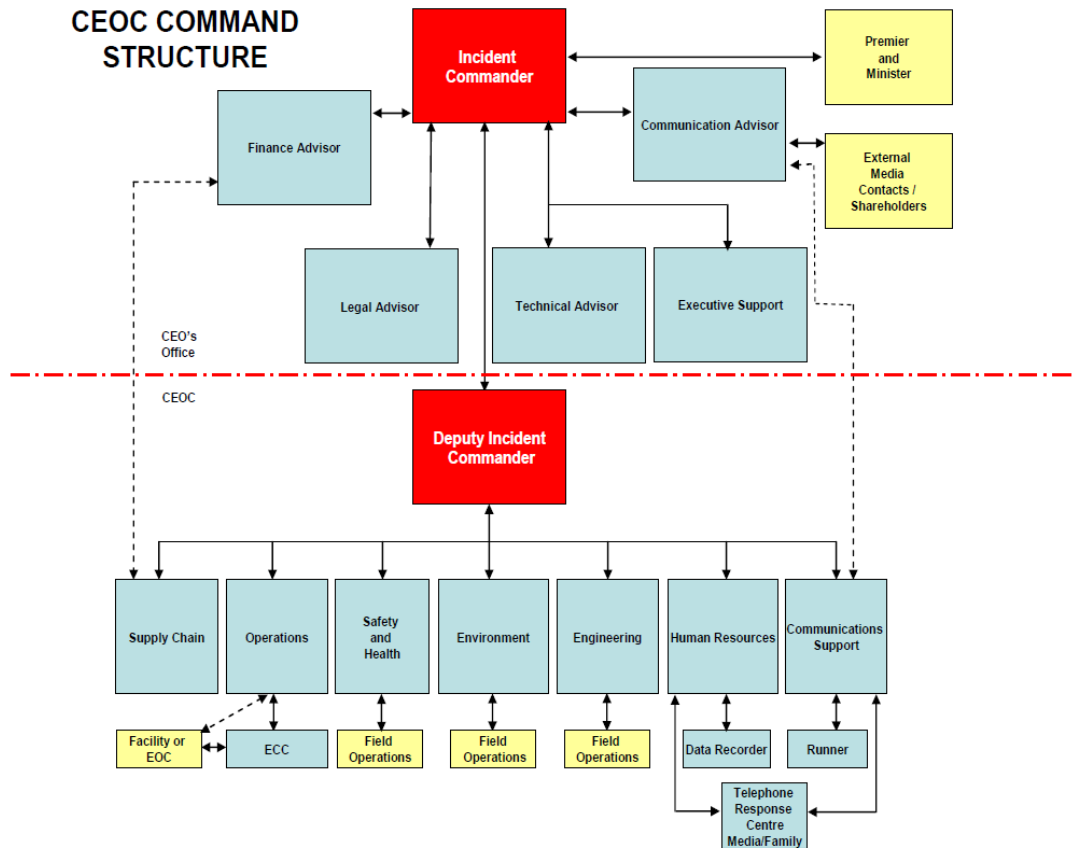 CEOC COMMAND
STRUCTURE
Incident
Commander
Premier
and
Minister
Finance Advisor
Communication Advisor
External
Media
Contacts /
Shareholders
Legal Advisor
Technical Advisor
Executive Support
CEO's
Office
CEOC
Deputy Incident
Commander
Supply Chain
Operations
Safety
and
Health
Environment
Engineering
Human Resources
Communications
Support
Facility or
EOC
ECC
Field
Operations
Field
Operations
Field
Operations
Data Recorder
Runner
Telephone
Response
Centre
Media/Family